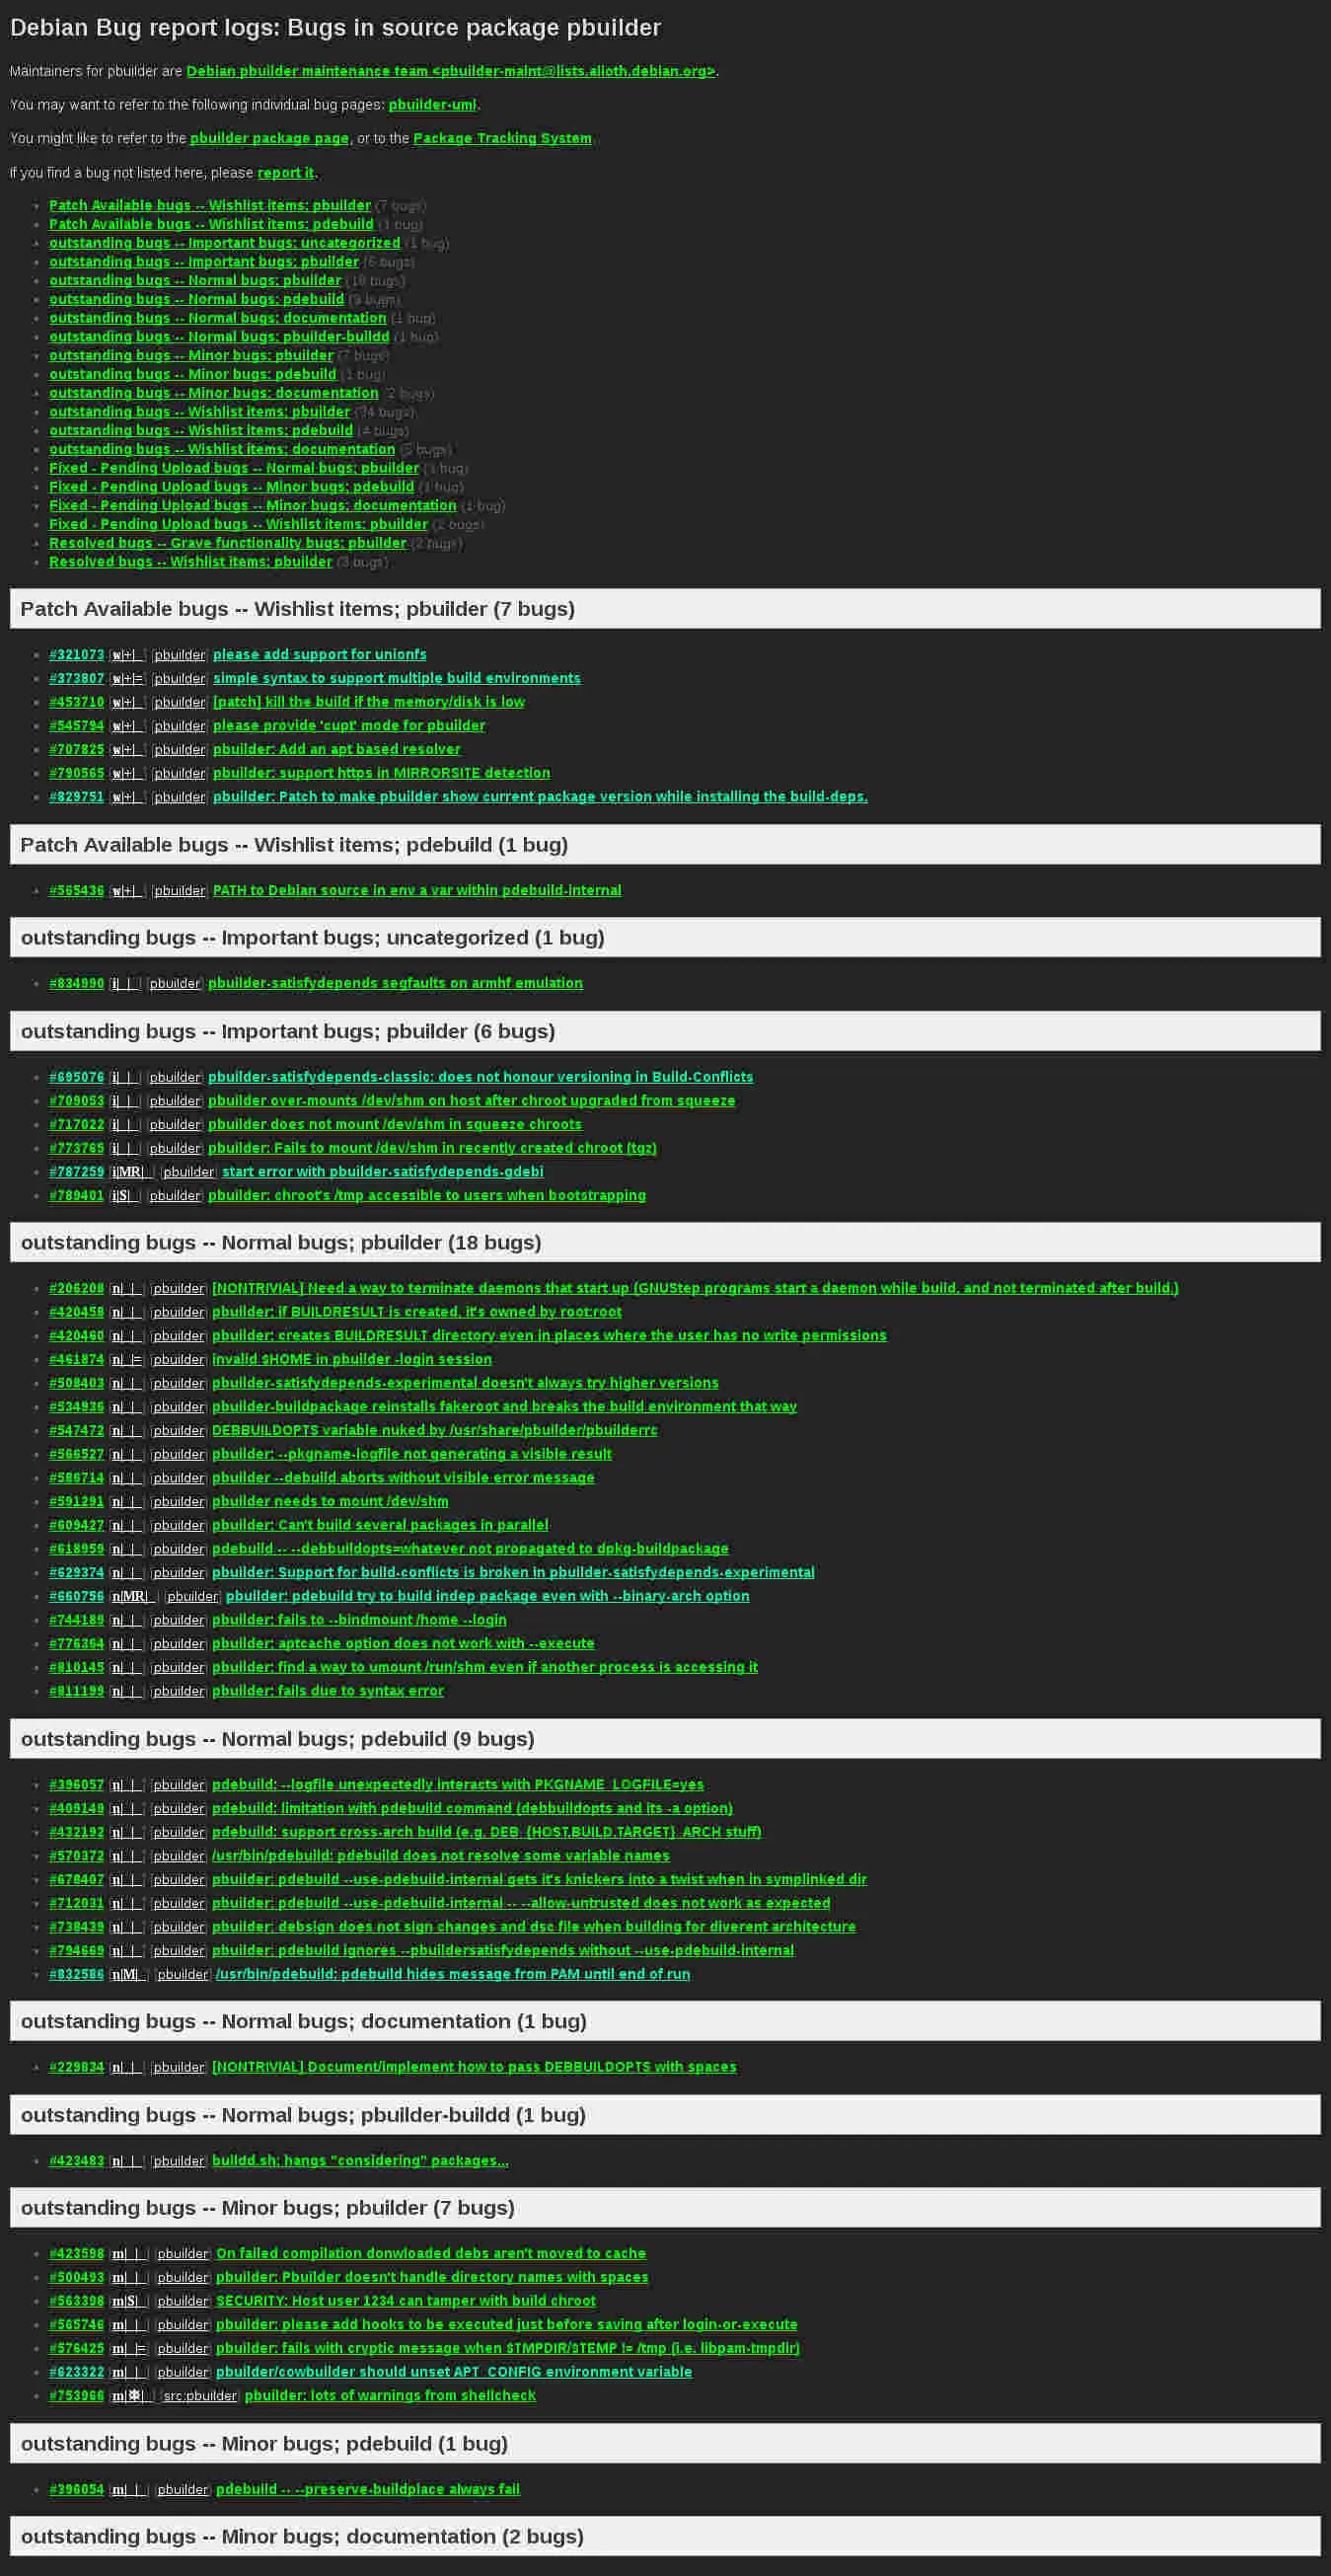 Debian Bug report logs: Bugs in source package pbuilder
Maintainers for pbuilder are Debian pbuilder maintenance team <pbuilder-maint@lists.alioth.debian.org>.
You may want to refer to the following individual bug pages: pbuilder-uml.
You might like to refer to the pbuilder package page, or to the Package Tracking System.
If you find a bug not listed here, please report it.
Patch Available bugs -- Wishlist items; pbuilder (7 bugs)
Patch Available bugs -- Wishlist items; pdebuild (1 bug)
outstanding bugs -- Important bugs; uncategorized (1 bug)
outstanding bugs -- Important bugs; pbuilder (6 bugs)
outstanding bugs -- Normal bugs; pbuilder (18 bugs)
outstanding bugs -- Normal bugs; pdebuild (9 bugs)
outstanding bugs -- Normal bugs; documentation (1 bug)
outstanding bugs -- Normal bugs; pbuilder-buildd (1 bug)
outstanding bugs -- Minor bugs; pbuilder (7 bugs)
outstanding bugs -- Minor bugs; pdebuild (1 bug)
outstanding bugs -- Minor bugs; documentation (2 bugs)
outstanding bugs -- Wishlist items; pbuilder bugs)
outstanding bugs -- Wishlist items; pdebuild (4 bugs)
outstanding bugs -- Wishlist items; documentation bugs)
Fixed - Pending Upload bugs -- Normal bugs; pbuilder (1 bug)
Fixed - Pending Upload bugs -- Minor bugs; pdebuild (1 bug)
Fixed - Pending Upload bugs -- Minor bugs; documentation (1 bug)
Fixed - Pending Upload bugs -- Wishlist items; pbuilder (2 bugs)
Resolved bugs -- Grave functionality bugs; pbuilder (2 bugs)
Resolved bugs -- Wishlist items; pbuilder (3 bugs)
Patch Available bugs -- Wishlist items; pbuilder (7 bugs)
#321073 [w|+|_] [pbuilder] please add support for unionfs
#373807 [w|+|=] [pbuilder] simple syntax to support multiple build environments
#453710 [w|+|_] [pbuilder] [patch] kill the build if the memory/disk is low
#545794 [w|+|_] [pbuilder] please provide 'cupt' mode for pbuilder
#707825 [w|+|_] [pbuilder] pbuilder: Add an apt based resolver
#790565 [w|+|_] [pbuilder] pbuilder: support https in MIRRORSITE detection
#829751 [w|+|_] [pbuilder] pbuilder: Patch to make pbuilder show current package version while installing the build-deps.
Patch Available bugs -- Wishlist items; pdebuild (1 bug)
#565436 [w|+|_] [pbuilder] PATH to Debian source in env a var within pdebuild-internal
outstanding bugs -- Important bugs; uncategorized (1 bug)
#834990 [i|_|_] [pbuilder] pbuilder-satisfydepends segfaults on armhf emulation
outstanding bugs -- Important bugs; pbuilder (6 bugs)
#695076 [i|_|_] [pbuilder] pbuilder-satisfydepends-classic: does not honour versioning in Build-Conflicts
#709053 [i|_|_] [pbuilder] pbuilder over-mounts /dev/shm on host after chroot upgraded from squeeze
#717022 [i|_|_] [pbuilder] pbuilder does not mount /dev/shm in squeeze chroots
#773765 [i|_|_] [pbuilder] pbuilder: Fails to mount /dev/shm in recently created chroot (tgz)
#787259 [i|MR|_] [pbuilder] start error with pbuilder-satisfydepends-gdebi
#789401 [i|S|_] [pbuilder] pbuilder: chroot's /tmp accessible to users when bootstrapping
outstanding bugs -- Normal bugs; pbuilder (18 bugs)
#206208 [n|_|_] [pbuilder] [NONTRIVIAL] Need a way to terminate daemons that start up (GNUStep programs start a daemon while build, and not terminated after build.)
#420458 [n|_|_] [pbuilder] pbuilder: if BUILDRESULT is created, it's owned by root:root
#420460 [n|_|_] [pbuilder] pbuilder: creates BUILDRESULT directory even in places where the user has no write permissions
#461874 [n|_|=] [pbuilder] invalid $HOME in pbuilder -login session
#508403 [n|_|_] [pbuilder] pbuilder-satisfydepends-experimental doesn't always try higher versions
#534936 [n|_|_] [pbuilder] pbuilder-buildpackage reinstalls fakeroot and breaks the build environment that way
#547472 [n|_|_] [pbuilder] DEBBUILDOPTS variable nuked by /usr/share/pbuilder/pbuilderrc
#566527 [n|_|_] [pbuilder] pbuilder: --pkgname-logfile not generating a visible result
#586714 [n|_|_] [pbuilder] pbuilder --debuild aborts without visible error message
#591291 [n|_|_] [pbuilder] pbuilder needs to mount /dev/shm
#609427 [n|_|_] [pbuilder] pbuilder: Can't build several packages in parallel
#618959 [n|_|_] [pbuilder] pdebuild -- --debbuildopts=whatever not propagated to dpkg-buildpackage
#629374 [n|_|_] [pbuilder] pbuilder: Support for build-conflicts is broken in pbuilder-satisfydepends-experimental
#660756 [n|MR|_] [pbuilder] pbuilder: pdebuild try to build indep package even with --binary-arch option
#744189 [n|_|_] [pbuilder] pbuilder: fails to --bindmount /home --login
#776364 [n|_|_] [pbuilder] pbuilder: aptcache option does not work with --execute
#810145 [n|_|_] [pbuilder] pbuilder: find a way to umount /run/shm even if another process is accessing it
#811199 [n|_|_] [pbuilder] pbuilder: fails due to syntax error
outstanding bugs -- Normal bugs; pdebuild (9 bugs)
#396057 [n|_|_] [pbuilder] pdebuild: --logfile unexpectedly interacts with PKGNAME_LOGFILE=yes
#409149 [n|_|_] [pbuilder] pdebuild: limitation with pdebuild command (debbuildopts and its -a option)
#432192 [n|_|_] [pbuilder] pdebuild: support cross-arch build (e.g. DEB_{HOST,BUILD,TARGET}_ARCH stuff)
#570372 [n|_|_] [pbuilder] /usr/bin/pdebuild: pdebuild does not resolve some variable names
#678407 [n|_|_] [pbuilder] pbuilder: pdebuild --use-pdebuild-internal gets it's knickers into a twist when in symplinked dir
#712031 [n|_|_] [pbuilder] pbuilder: pdebuild --use-pdebuild-internal -- --allow-untrusted does not work as expected
#738439 [n|_|_] [pbuilder] pbuilder: debsign does not sign changes and dsc file when building for diverent architecture
#794669 [n|_|_] [pbuilder] pbuilder: pdebuild ignores --pbuildersatisfydepends without --use-pdebuild-internal
#832586 [n|M|_] [pbuilder] /usr/bin/pdebuild: pdebuild hides message from PAM until end of run
outstanding bugs -- Normal bugs; documentation (1 bug)
#229834 [n|_|_] [pbuilder] [NONTRIVIAL] Document/implement how to pass DEBBUILDOPTS with spaces
outstanding bugs -- Normal bugs; pbuilder-buildd (1 bug)
#423483 [n|_|_] [pbuilder] buildd.sh: hangs "considering" packages...
outstanding bugs -- Minor bugs; pbuilder (7 bugs)
#423598 [m|_|_] [pbuilder] On failed compilation donwloaded debs aren't moved to cache
#500493 [m|_|_] [pbuilder] pbuilder: Pbuilder doesn't handle directory names with spaces
#563398 [m|S|_] [pbuilder] SECURITY: Host user 1234 can tamper with build chroot
#565746 [m|_|_] [pbuilder] pbuilder: please add hooks to be executed just before saving after login-or-execute
#576425 [m|_|=] [pbuilder] pbuilder: fails with cryptic message when $TMPDIR/$TEMP != /tmp (i.e. libpam-tmpdir)
#623322 [m|_|_] [pbuilder] pbuilder/cowbuilder should unset APT_CONFIG environment variable
#753966 [m|_] [src:pbuilder] pbuilder: lots of warnings from shellcheck
outstanding bugs -- Minor bugs; pdebuild (1 bug)
#396054 [m|_|_] [pbuilder] pdebuild -- --preserve-buildplace always fail
outstanding bugs -- Minor bugs; documentation (2 bugs)